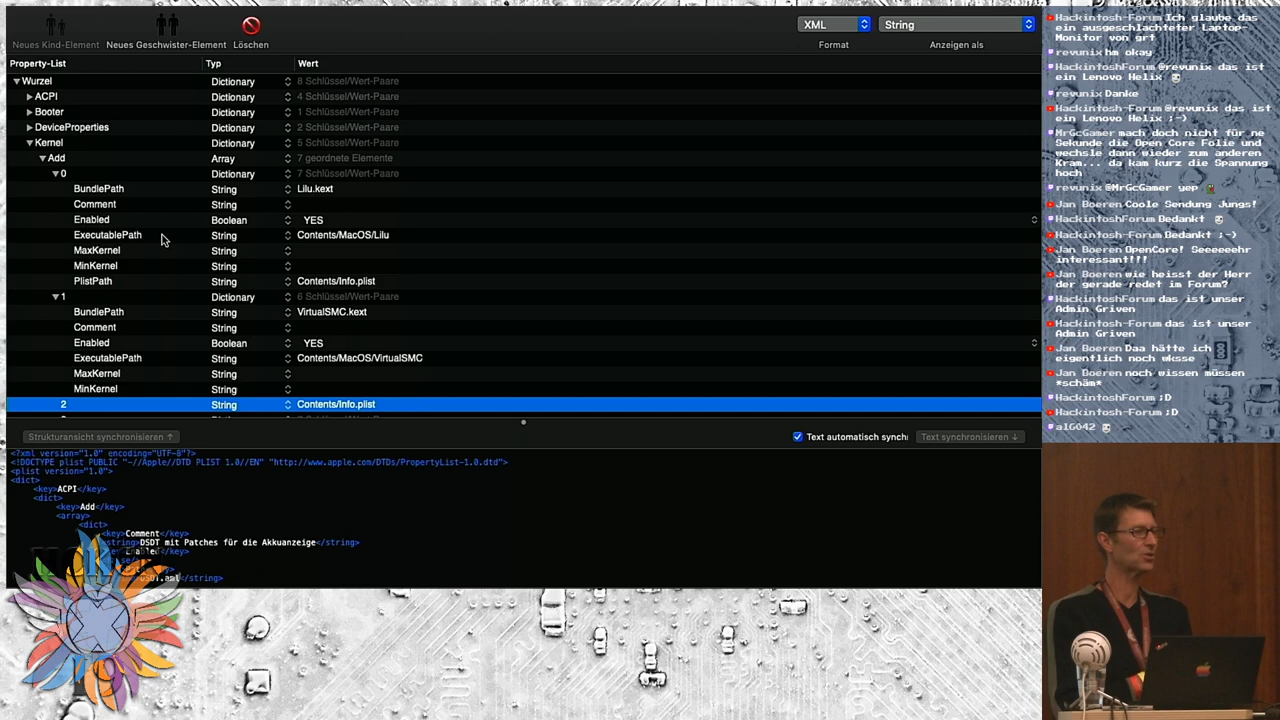 Neues Kind-Element
Neues Geschwister-Element
Löschen
XML
Format
String
Anzeigen als
Property-List Typ Wert
Wurzel Dictionary 8 Schlüssel/Wert-Paare
ACPI Dictionary 4 Schlüssel/Wert-Paare
Booter Dictionary 1 Schlüssel/Wert-Paare
DeviceProperties Dictionary 2 Schlüssel/Wert-Paare
Kernel Dictionary 5 Schlüssel/Wert-Paare
Add Array 7 geordnete Elemente
0 Dictionary 7 Schlüssel/Wert-Paare
BundlePath String Lilu.kext
Comment String
Enabled Boolean YES
ExecutablePath String Contents/MacOS/Lilu
MaxKernel String
MinKernel String
PlistPath String Contents/Info.plist
1 Dictionary 6 Schlüssel/Wert-Paare
BundlePath String VirtualSMC.kext
Comment String
Enabled Boolean YES
ExecutablePath String Contents/MacOS/VirtualSMC
MaxKernel String
MinKernel String
2 String Contents/Info.plist
Strukturansicht synchronisieren ↑
Text automatisch synchr
Text synchronisieren ↓
<?xml version="1.0" encoding="UTF-8"?>
<!DOCTYPE plist PUBLIC "-//Apple//DTD PLIST 1.0//EN" "http://www.apple.com/DTDs/PropertyList-1.0.dtd">
<plist version="1.0">
<dict>
<key>ACPI</key>
<dict>
<key>Add</key>
<array>
<dict>
<key>Comment</key>
string>DSDT mit Patches für die Akkuanzeige</string>
DSDT.aml</string>
Hackintosh-Forum Ich glaube das
ein ausgeschlachteter Laptop-
Monitor von grt
revunix hm okay
HackintoshForum @revunix das ist
ein Lenovo Helix
revunix Danke
Hackintosh-Forum @revunix das ist
ein Lenovo Helix ;-)
MrGcGamer mach doch nicht für ne
Sekunde die Open Core Folie und
wechsle dann wieder zum anderen
Kram... da kam kurz die Spannung
hoch
revunix @MrGcGamer yep
Jan Boeren Coole Sendung Jungs!
HackintoshForum Bedankt
Hackintosh-Forum Bedankt ;-)
Jan Boeren OpenCore! Seeeeeehr
interessant!!!
Jan Boeren wie heisst der Herr
der gerade redet im Forum?
HackintoshForum das ist unser
Admin Griven
Hackintosh-Forum das ist unser
Admin Griven
Jan Boeren Daa hätte ich
eigentlich noch wksse
Jan Boeren noch wissen müssen
*schäm*
HackintoshForum ;D
Hackintosh-Forum ;D
al6042